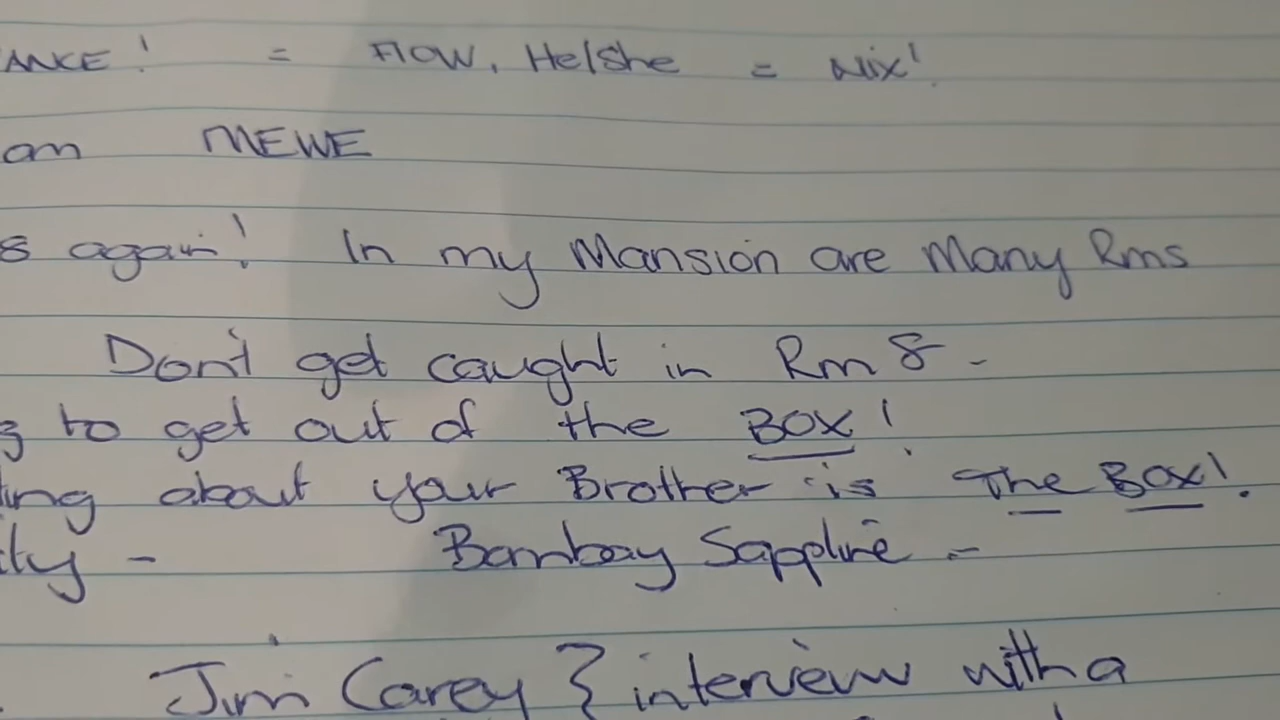 ANCE! = FLOW, He/She = Nix!
am MEWE
8 again! In my Mansion are Many Rms
Don't get caught in Rm 8 -
g to get out of the BOX!
ting about your Brother is The BOX!.
ity - Bombay Sapphire -
Jim Carey } interview with a